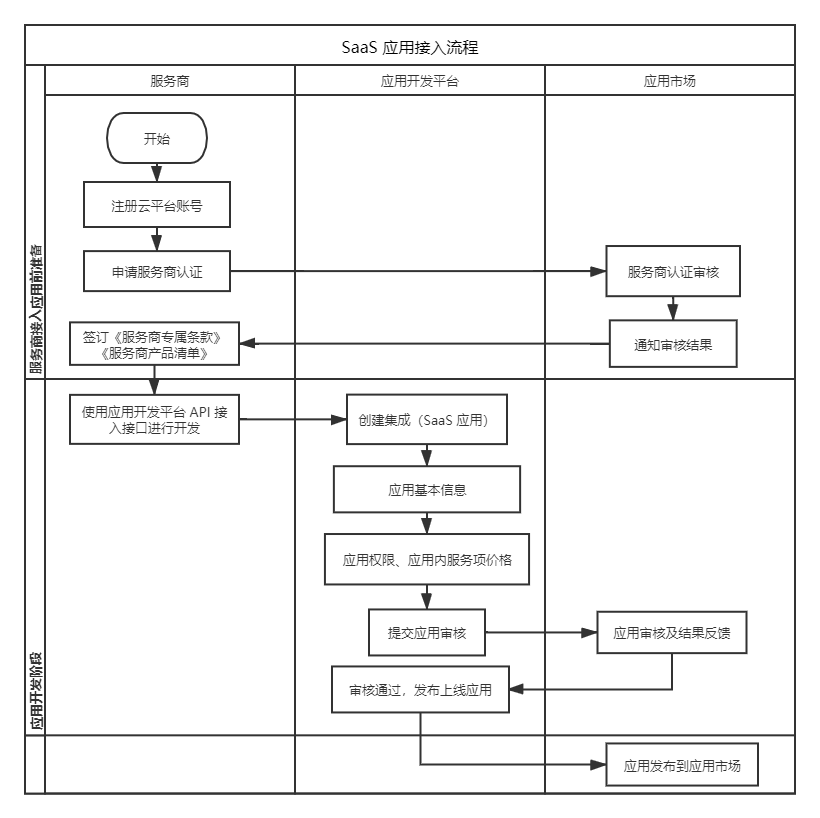 SaaS 应用接入流程
服务商
应用开发平台
应用市场
服务商接入应用前准备
开始
注册云平台账号
申请服务商认证
服务商认证审核
通知审核结果
签订《服务商专属条款》
《服务商产品清单》
应用开发阶段
使用应用开发平台 API 接
入接口进行开发
创建集成（SaaS 应用）
应用基本信息
应用权限、应用内服务项价格
提交应用审核
应用审核及结果反馈
审核通过，发布上线应用
应用发布到应用市场